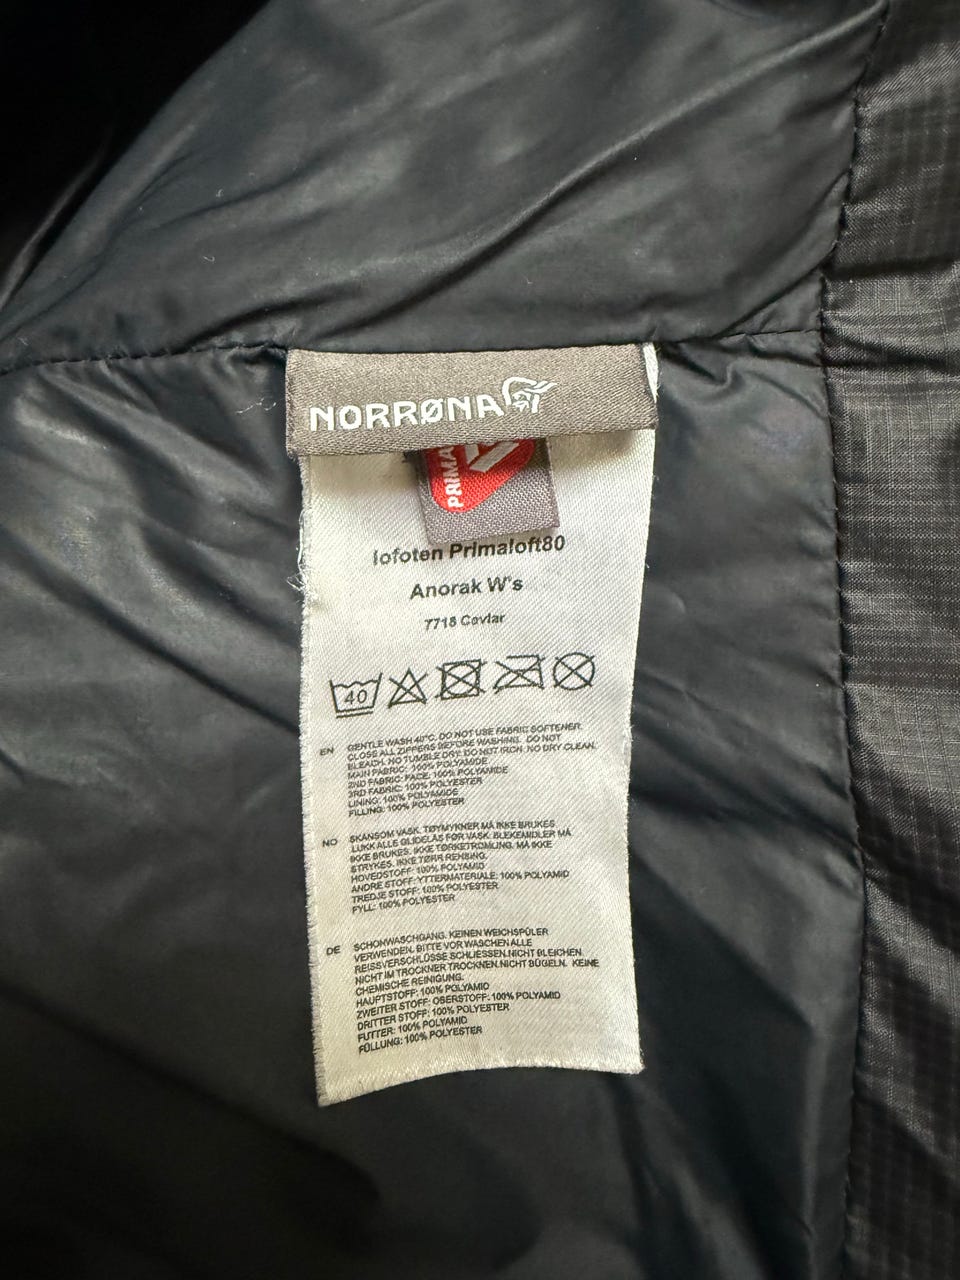 NORRØNA
PRIMA
lofoten Primaloft80
Anorak W's
7718 Caviar
40
EN
GENTLE WASH 40°C. DO NOT USE FABRIC SOFTENER.
CLOSE ALL ZIPPERS BEFORE WASHING. DO NOT
BLEACH. NO TUMBLE DRY. DO NOT IRON. NO DRY CLEAN.
MAIN FABRIC: 100% POLYAMIDE
2ND FABRIC: FACE: 100% POLYAMIDE
3RD FABRIC: 100% POLYESTER
LINING: 100% POLYAMIDE
FILLING: 100% POLYESTER
NO
SKÅNSOM VASK. TØYMYKNER MÅ IKKE BRUKES.
LUKK ALLE GLIDELÅS FØR VASK. BLEKEMIDLER MÅ
IKKE BRUKES. IKKE TØRKETROMLING. MÅ IKKE
STRYKES. IKKE TØRR RENSING.
HOVEDSTOFF: 100% POLYAMID
ANDRE STOFF: YTTERMATERIALE: 100% POLYAMID
TREDJE STOFF: 100% POLYESTER
FYLL: 100% POLYESTER
DE
SCHONWASCHGANG. KEINEN WEICHSPÜLER
VERWENDEN. BITTE VOR WASCHEN ALLE
REISSVERSCHLÜSSE SCHLIESSEN.NICHT BLEICHEN.
NICHT IM TROCKNER TROCKNEN.NICHT BÜGELN. KEINE
CHEMISCHE REINIGUNG.
HAUPTSTOFF: 100% POLYAMID
ZWEITER STOFF: OBERSTOFF: 100% POLYAMID
DRITTER STOFF: 100% POLYESTER
FUTTER: 100% POLYAMID
FÜLLUNG: 100% POLYESTER